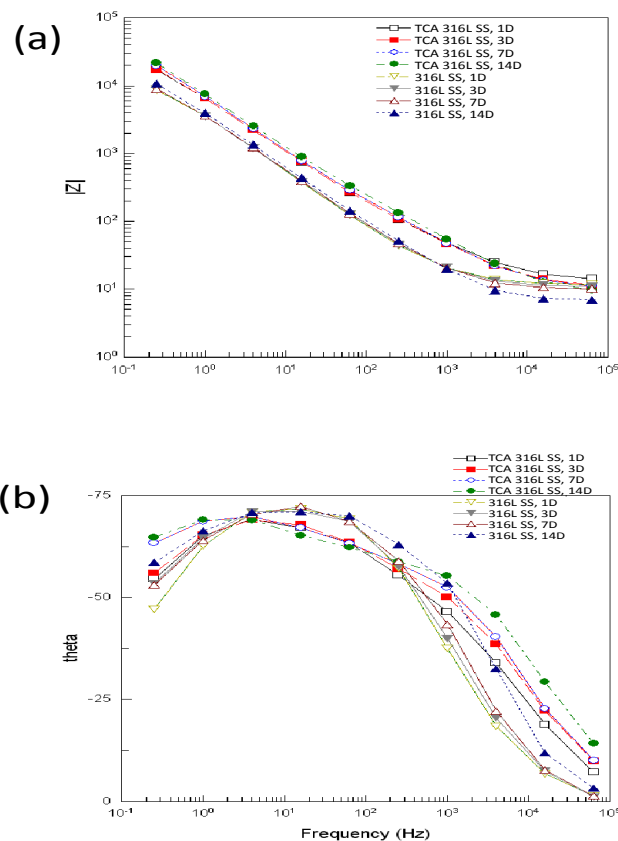 (a)
10⁵
10⁴
10³
10²
10¹
10⁰
|Z|
TCA 316L SS, 1D
TCA 316L SS, 3D
TCA 316L SS, 7D
TCA 316L SS, 14D
316L SS, 1D
316L SS, 3D
316L SS, 7D
316L SS, 14D
10⁻¹ 10⁰ 10¹ 10² 10³ 10⁴ 10⁵
(b)
TCA 316L SS, 1D
TCA 316L SS, 3D
TCA 316L SS, 7D
TCA 316L SS, 14D
316L SS, 1D
316L SS, 3D
316L SS, 7D
316L SS, 14D
-75
-50
-25
0
theta
10⁻¹ 10⁰ 10¹ 10² 10³ 10⁴ 10⁵
Frequency (Hz)